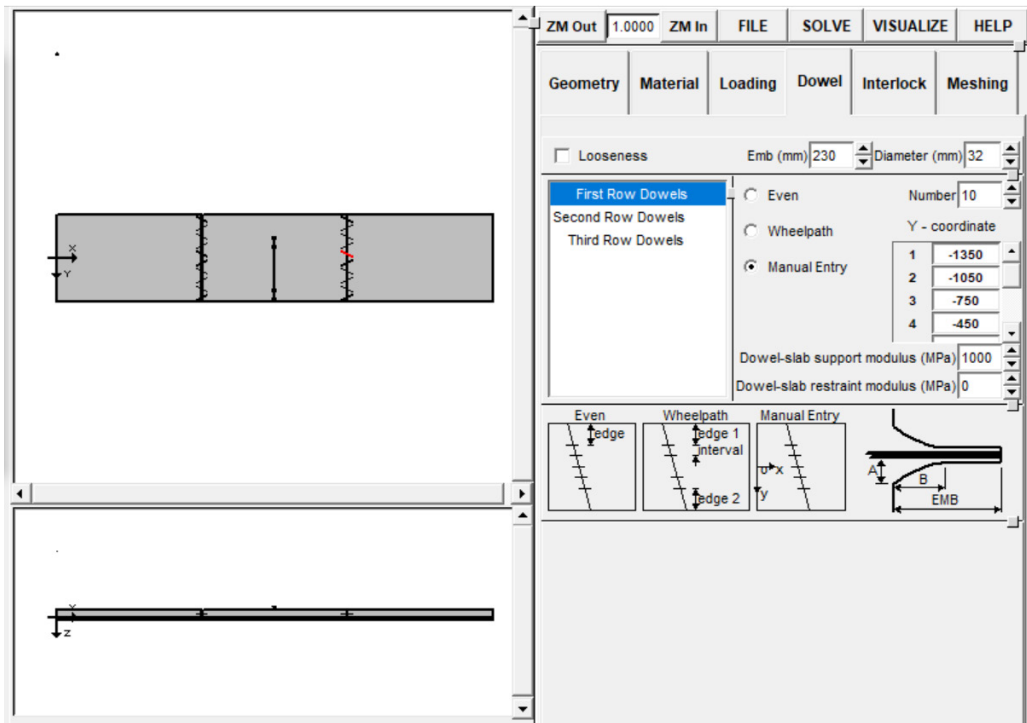 ZM Out 1.0000 ZM In FILE SOLVE VISUALIZE HELP
Geometry Material Loading Dowel Interlock Meshing
Looseness Emb (mm) 230 Diameter (mm) 32
First Row Dowels
Second Row Dowels
Third Row Dowels
Even Number 10
Wheelpath Y - coordinate
Manual Entry
1 -1350
2 -1050
3 -750
4 -450
Dowel-slab support modulus (MPa) 1000
Dowel-slab restraint modulus (MPa) 0
Even Wheelpath Manual Entry
edge edge 1
interval
edge 2
0 x
y
A
B
EMB
X
Y
X
Z